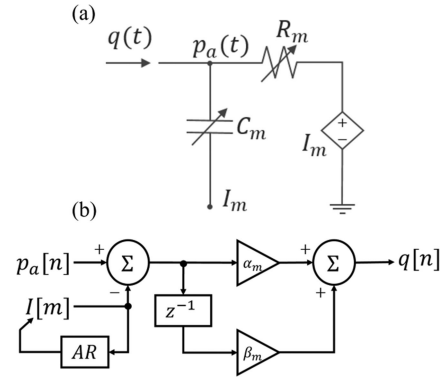 (a)
q(t)
p_a(t)
R_m
C_m
+
−
I_m
I_m
(b)
p_a[n]
+
Σ
α_m
+
Σ
q[n]
−
I[m]
z^{-1}
+
AR
β_m